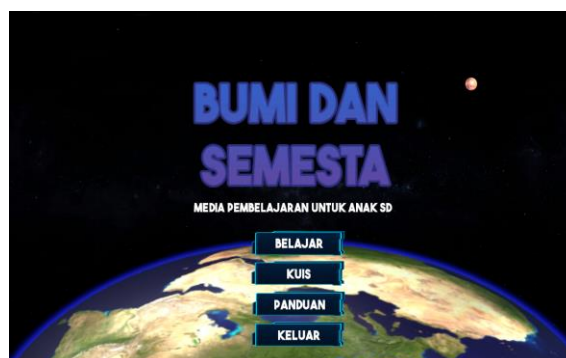 BUMI DAN
SEMESTA
MEDIA PEMBELAJARAN UNTUK ANAK SD
BELAJAR
KUIS
PANDUAN
KELUAR